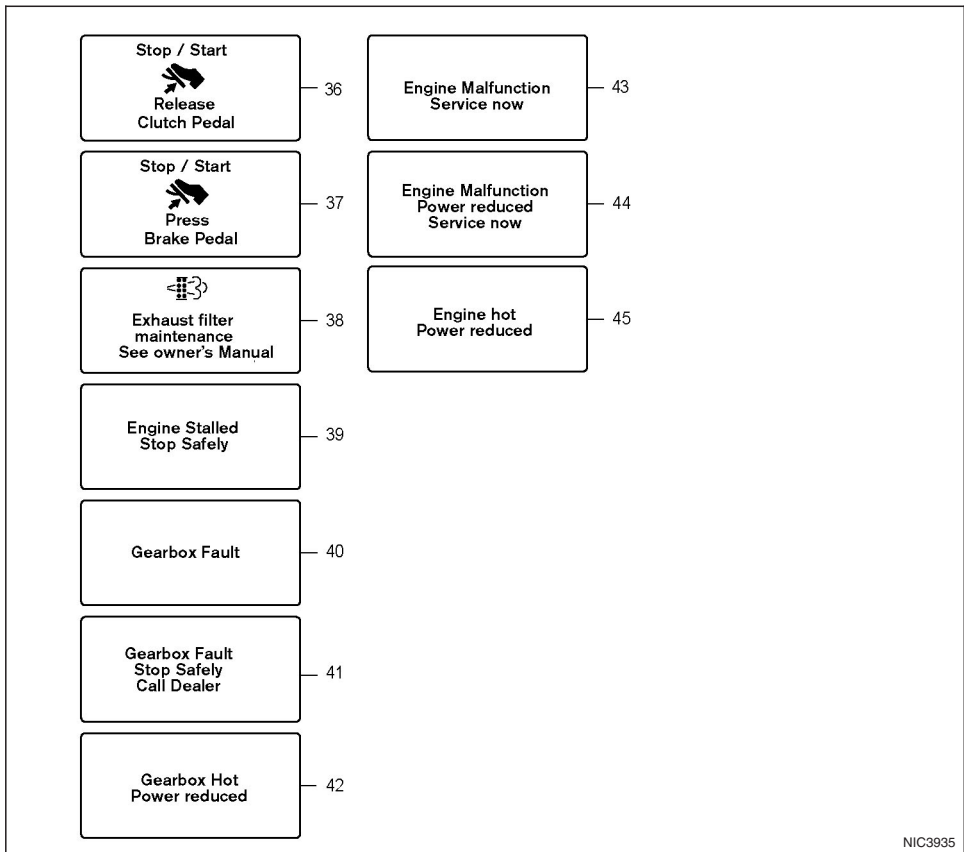 Stop / Start
Release
Clutch Pedal
36
Stop / Start
Press
Brake Pedal
37
Exhaust filter
maintenance
See owner's Manual
38
Engine Stalled
Stop Safely
39
Gearbox Fault
40
Gearbox Fault
Stop Safely
Call Dealer
41
Gearbox Hot
Power reduced
42
Engine Malfunction
Service now
43
Engine Malfunction
Power reduced
Service now
44
Engine hot
Power reduced
45
NIC3935